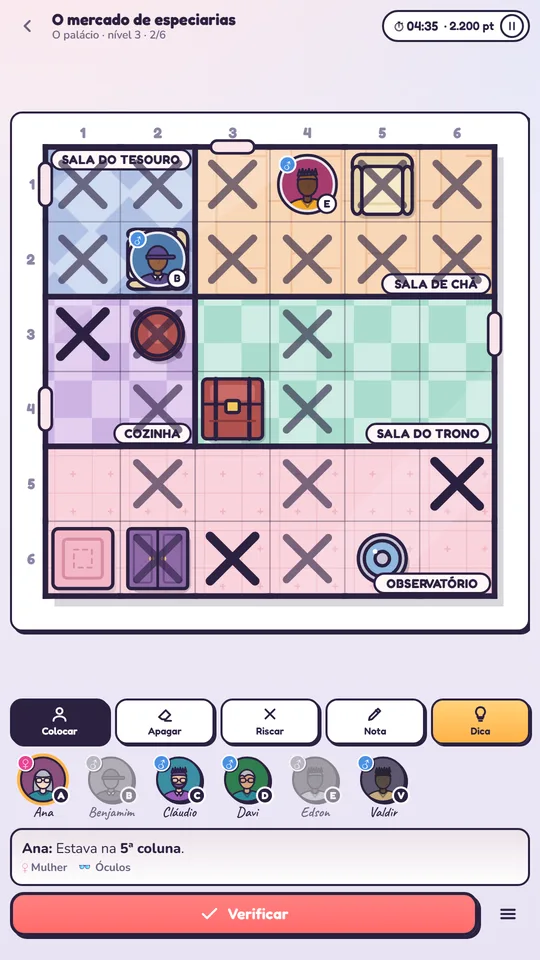 O mercado de especiarias
O palácio · nível 3 · 2/6
04:35 · 2.200 pt
1 2 3 4 5 6
SALA DO TESOURO
1
E
2
B
SALA DE CHÁ
3
4
COZINHA
SALA DO TRONO
5
6
OBSERVATÓRIO
Colocar Apagar Riscar Nota Dica
A B C D E V
Ana Benjamim Cláudio Davi Edson Valdir
Ana: Estava na 5ª coluna.
Mulher Óculos
Verificar